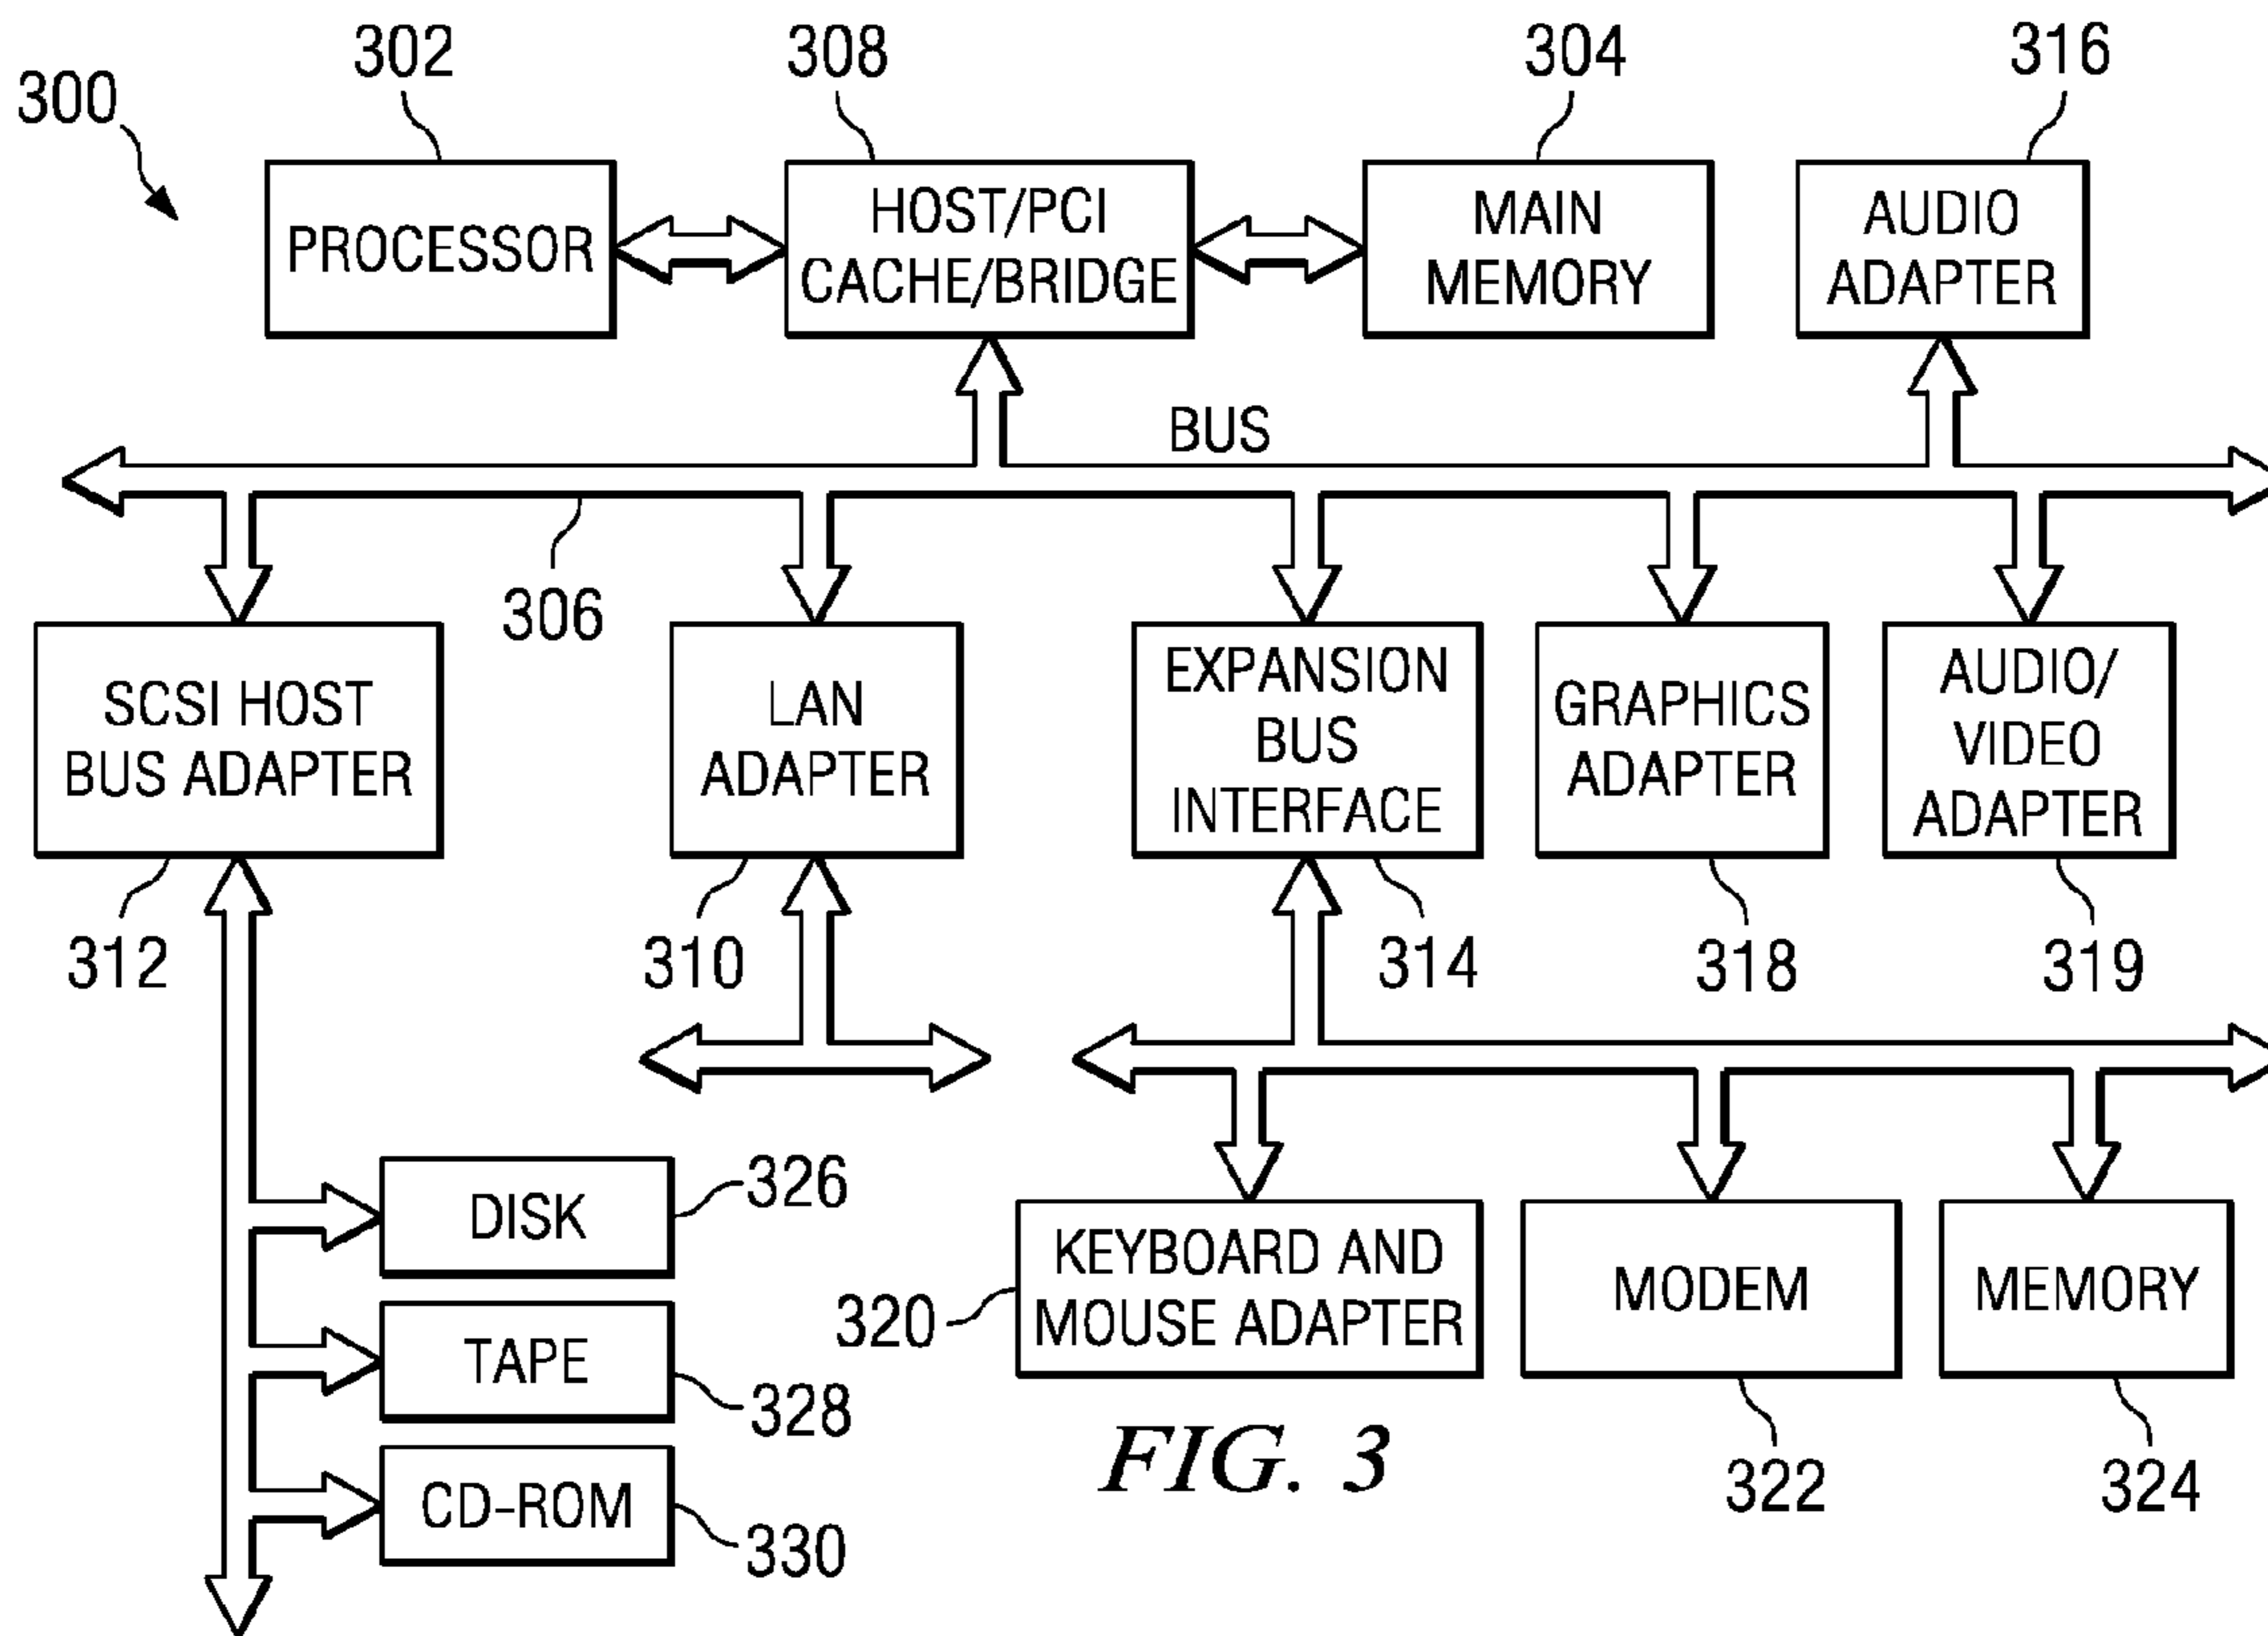 300
302
308
304
316
PROCESSOR
HOST/PCI
CACHE/BRIDGE
MAIN
MEMORY
AUDIO
ADAPTER
BUS
306
SCSI HOST
BUS ADAPTER
LAN
ADAPTER
EXPANSION
BUS
INTERFACE
GRAPHICS
ADAPTER
AUDIO/
VIDEO
ADAPTER
312
310
314
318
319
DISK
326
TAPE
328
CD-ROM
330
320
KEYBOARD AND
MOUSE ADAPTER
MODEM
MEMORY
322
324
FIG. 3